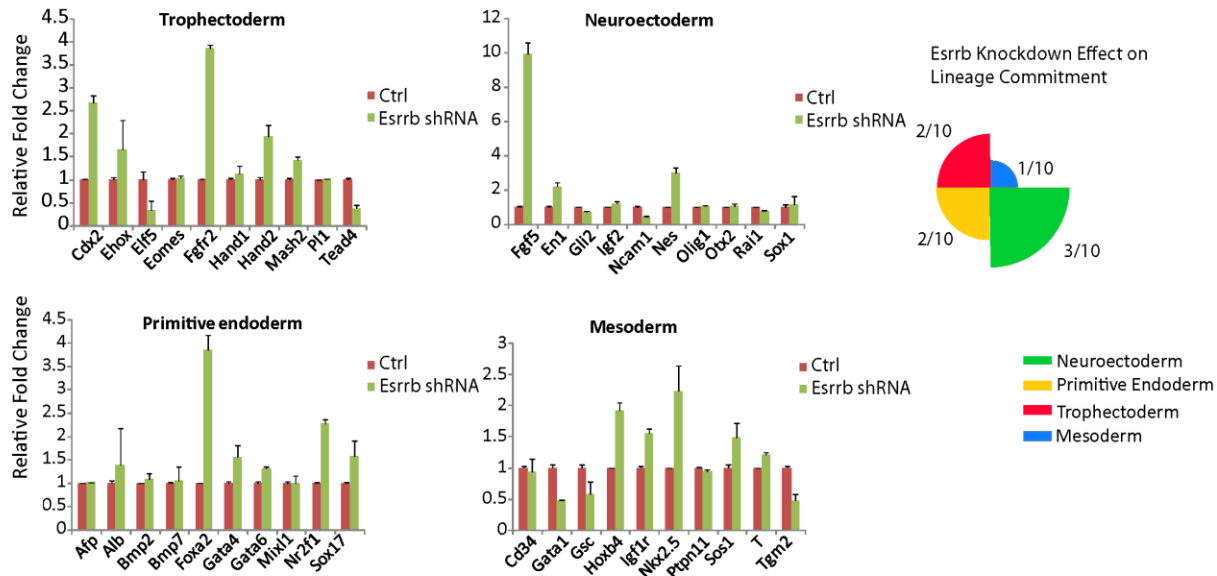 Trophectoderm
Relative Fold Change
4.5
4
3.5
3
2.5
2
1.5
1
0.5
0
Cdx2
Ehox
Elf5
Eomes
Fgfr2
Hand1
Hand2
Mash2
Pl1
Tead4
Ctrl
Esrrb shRNA
Neuroectoderm
12
10
8
6
4
2
0
Fgf5
En1
Gli2
Igf2
Ncam1
Nes
Olig1
Otx2
Rai1
Sox1
Ctrl
Esrrb shRNA
Esrrb Knockdown Effect on
Lineage Commitment
2/10
1/10
2/10
3/10
Primitive endoderm
Relative Fold Change
4.5
4
3.5
3
2.5
2
1.5
1
0.5
0
Afp
Alb
Bmp2
Bmp7
Foxa2
Gata4
Gata6
Mixl1
Nr2f1
Sox17
Ctrl
Esrrb shRNA
Mesoderm
3
2.5
2
1.5
1
0.5
0
Cd34
Gata1
Gsc
Hoxb4
Igf1r
Nkx2.5
Ptpn11
Sos1
T
Tgm2
Ctrl
Esrrb shRNA
Neuroectoderm
Primitive Endoderm
Trophectoderm
Mesoderm